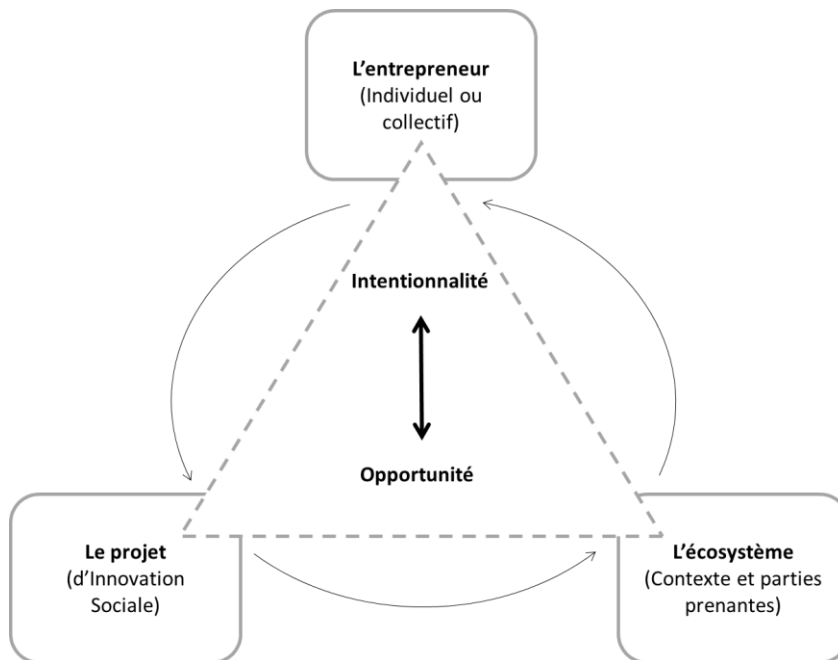 L’entrepreneur
(Individuel ou
collectif)
Intentionnalité
Opportunité
Le projet
(d’Innovation
Sociale)
L’écosystème
(Contexte et parties
prenantes)